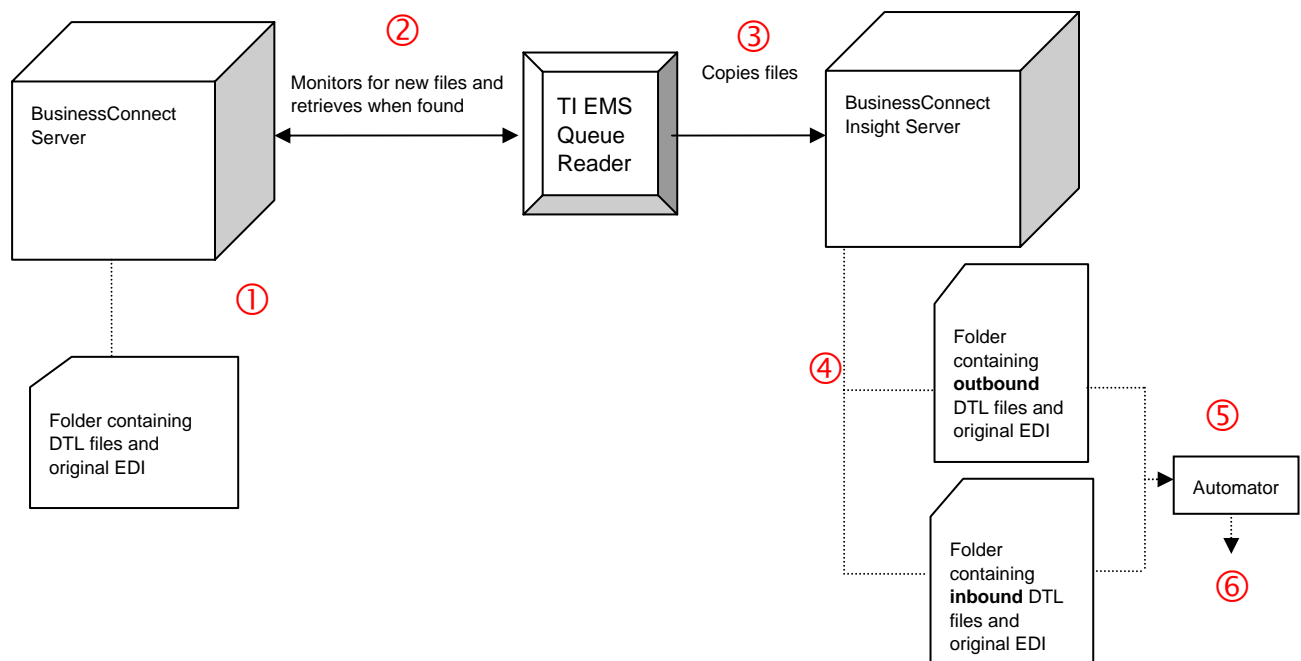 ②
③
Monitors for new files and
retrieves when found
Copies files
BusinessConnect
Server
TI EMS
Queue
Reader
BusinessConnect
Insight Server
①
Folder containing
DTL files and
original EDI
④
Folder
containing
outbound
DTL files and
original EDI
⑤
Automator
Folder
containing
inbound DTL
files and
original EDI
⑥